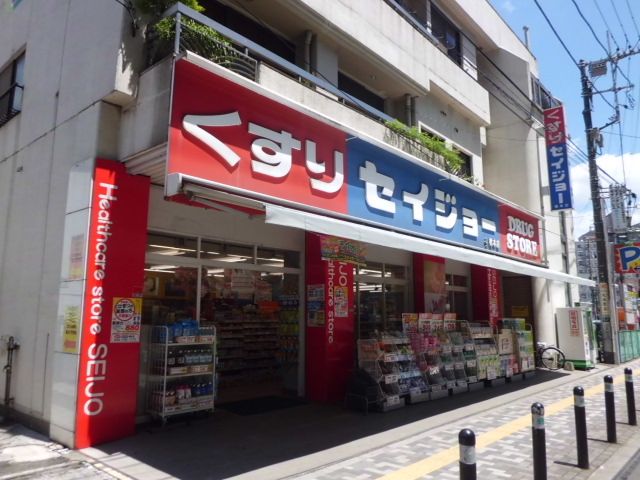 くすりセイジョー
DRUG
STORE
くすりセイジョー
Healthcare store SEIJO
Healthcare store
P